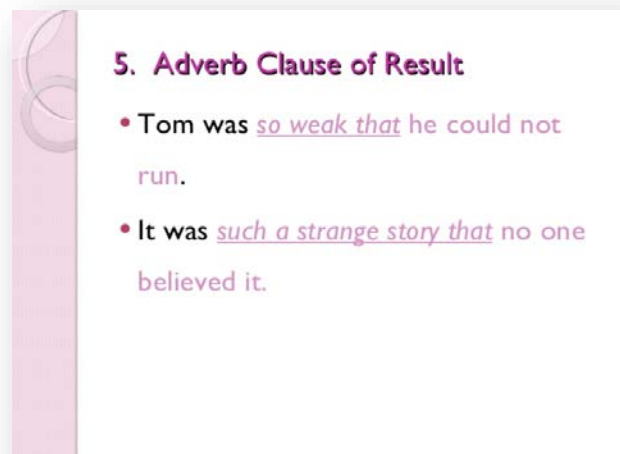 5. Adverb Clause of Result
• Tom was so weak that he could not
run.
• It was such a strange story that no one
believed it.